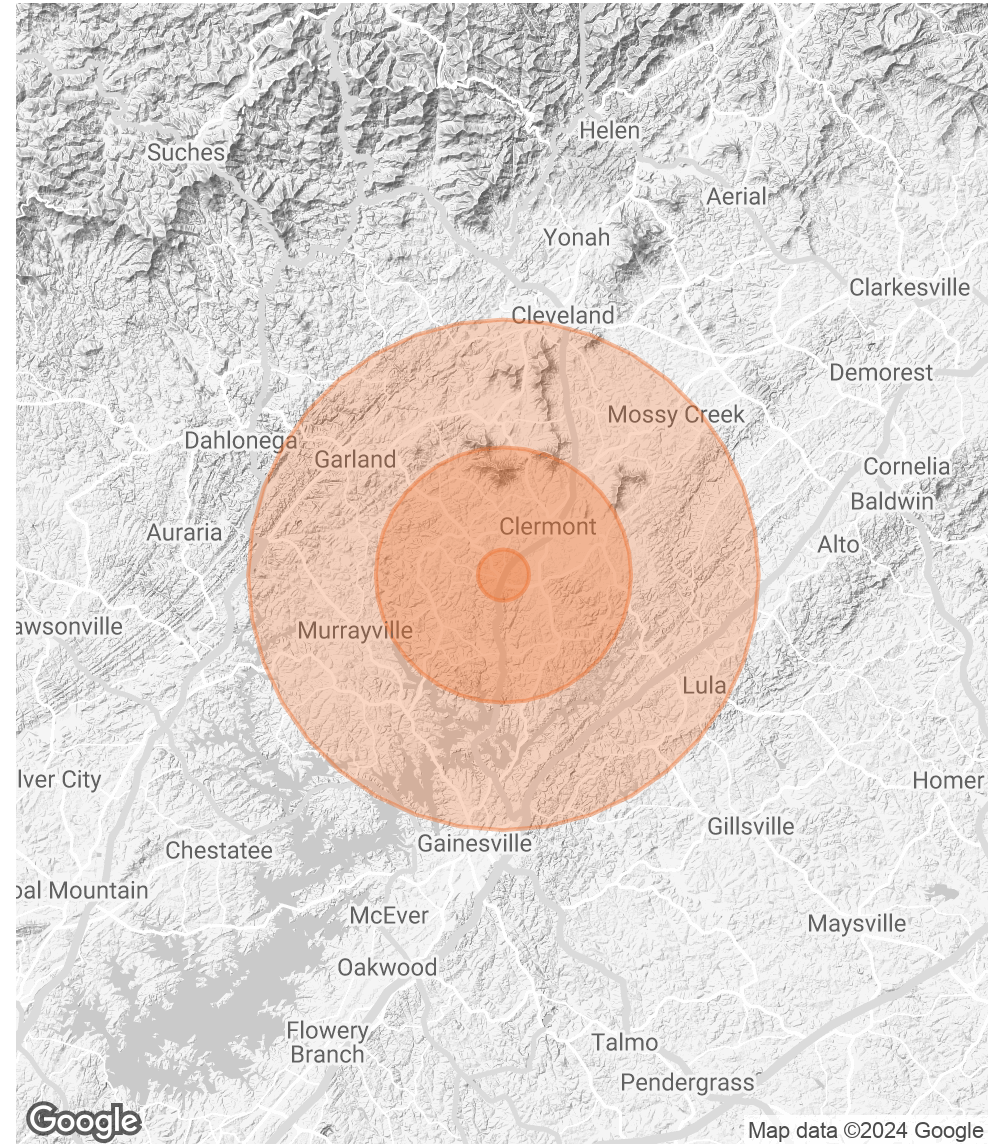 Helen
Suches
Aerial
Yonah
Clarkesville
Cleveland
Demorest
Mossy Creek
Dahlonega
Garland
Cornelia
Baldwin
Clermont
Auraria
Alto
awsonville
Murrayville
Lula
lver City
Homer
Gillsville
Gainesville
Chestatee
oal Mountain
McEver
Maysville
Oakwood
Flowery
Branch
Talmo
Pendergrass
Google
Map data ©2024 Google